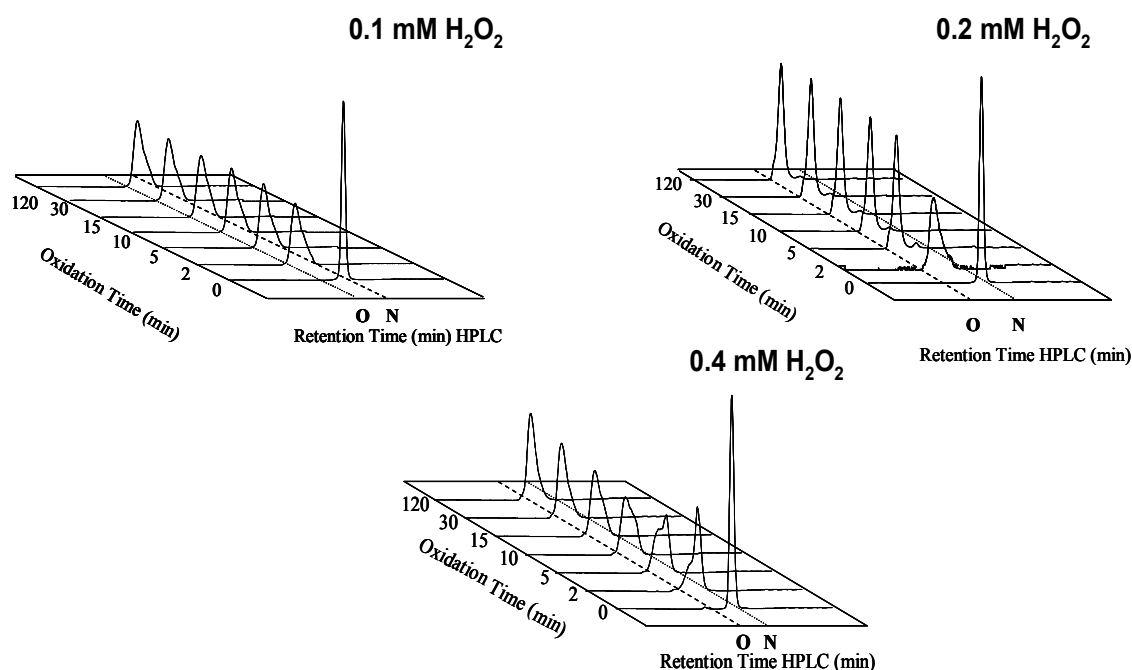 0.1 mM H₂O₂
120
30
15
10
5
2
0
Oxidation Time (min)
O N
Retention Time (min) HPLC
0.2 mM H₂O₂
120
30
15
10
5
2
0
Oxidation Time (min)
O N
Retention Time HPLC (min)
0.4 mM H₂O₂
120
30
15
10
5
2
0
Oxidation Time (min)
O N
Retention Time HPLC (min)